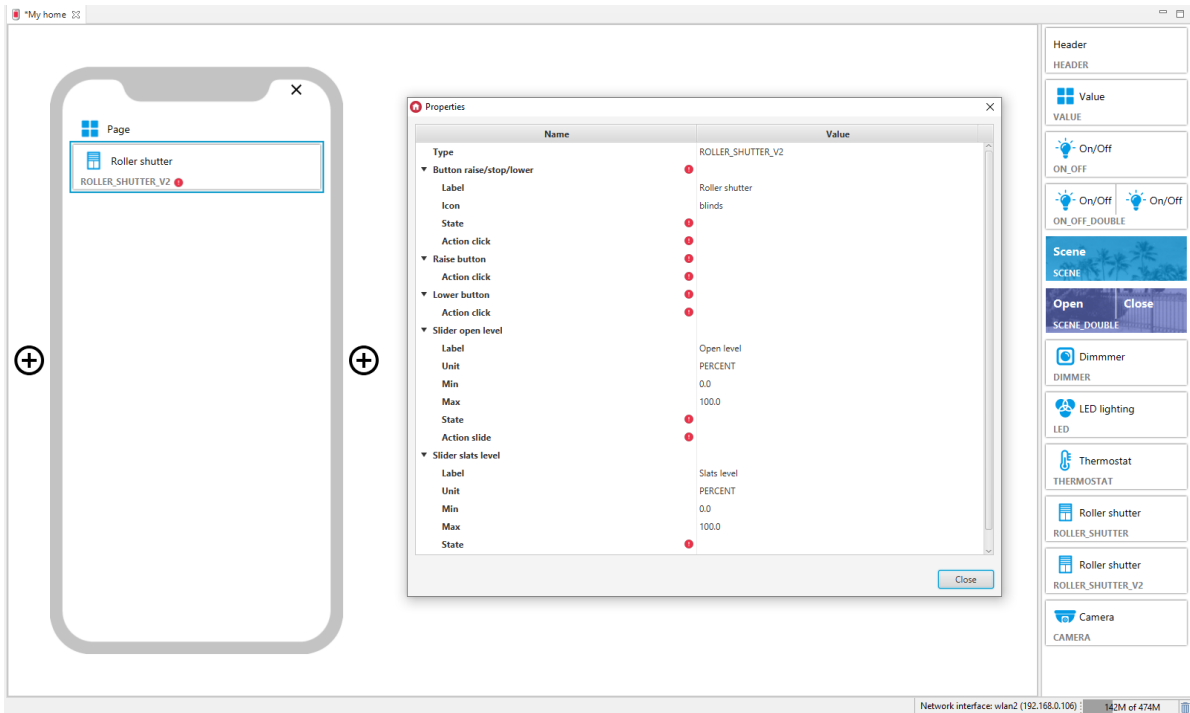 *My home
Page
Roller shutter
ROLLER_SHUTTER_V2
Properties
Name Value
Type ROLLER_SHUTTER_V2
Button raise/stop/lower
Label Roller shutter
Icon blinds
State
Action click
Raise button
Action click
Lower button
Action click
Slider open level
Label Open level
Unit PERCENT
Min 0.0
Max 100.0
State
Action slide
Slider slats level
Label Slats level
Unit PERCENT
Min 0.0
Max 100.0
State
Close
Header
HEADER
Value
VALUE
On/Off
ON_OFF
On/Off On/Off
ON_OFF_DOUBLE
Scene
SCENE
Open Close
SCENE_DOUBLE
Dimmmer
DIMMER
LED lighting
LED
Thermostat
THERMOSTAT
Roller shutter
ROLLER_SHUTTER
Roller shutter
ROLLER_SHUTTER_V2
Camera
CAMERA
Network interface: wlan2 (192.168.0.106) 142M of 474M